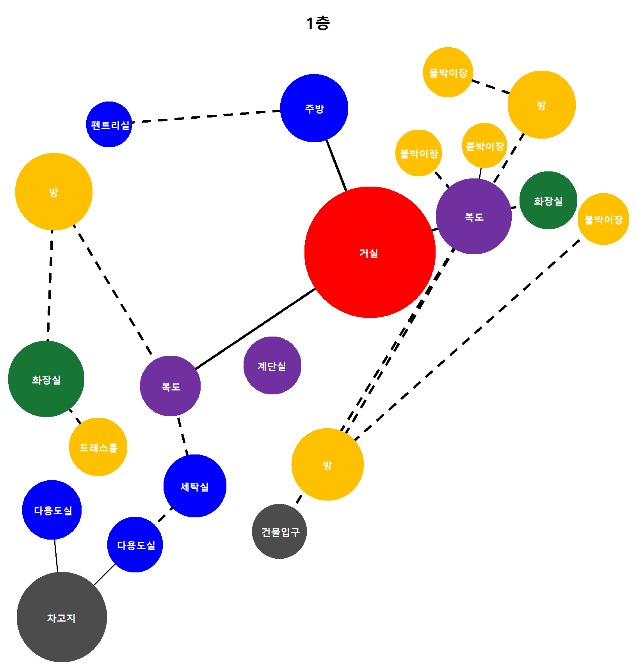 1층
붙박이장
방
주방
펜트리실
붙박이장
붙박이장
방
화장실
복도
붙박이장
거실
계단실
화장실
복도
드레스룸
방
세탁실
다용도실
건물입구
다용도실
차고지